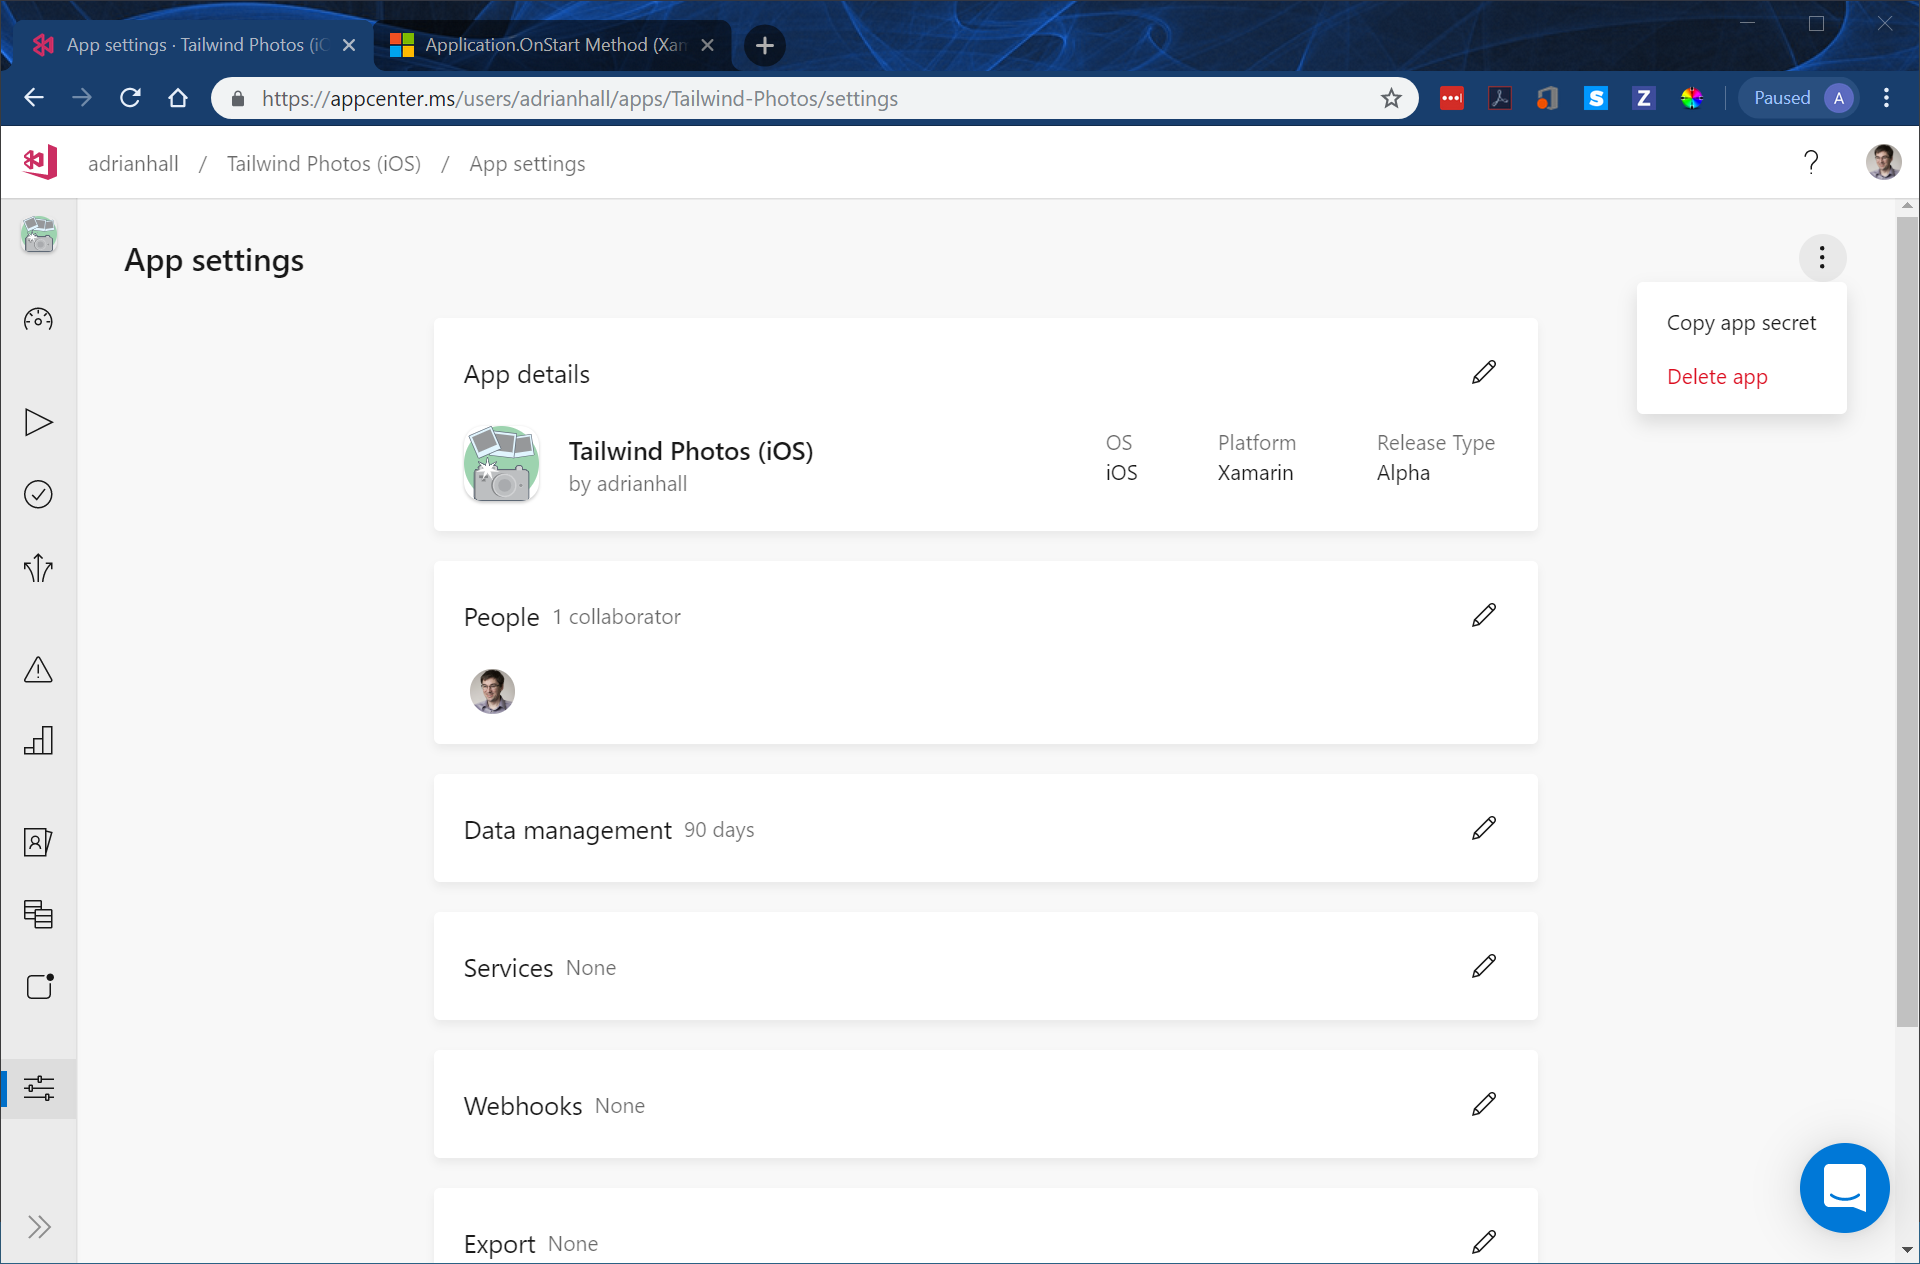 App settings · Tailwind Photos (iO
Application.OnStart Method (Xan
https://appcenter.ms/users/adrianhall/apps/Tailwind-Photos/settings
S
Z
Paused
A
adrianhall / Tailwind Photos (iOS) / App settings
?
App settings
Copy app secret
Delete app
App details
Tailwind Photos (iOS)
by adrianhall
OS
iOS
Platform
Xamarin
Release Type
Alpha
People 1 collaborator
Data management 90 days
Services None
Webhooks None
Export None